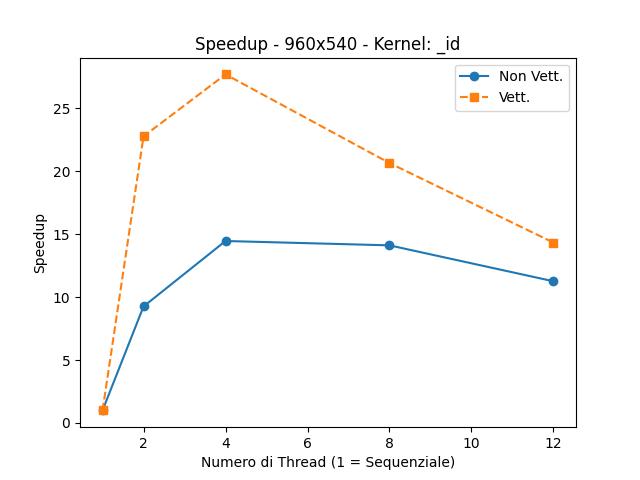 Speedup - 960x540 - Kernel: _id
Non Vett.
Vett.
Speedup
25
20
15
10
5
0
2
4
6
8
10
12
Numero di Thread (1 = Sequenziale)